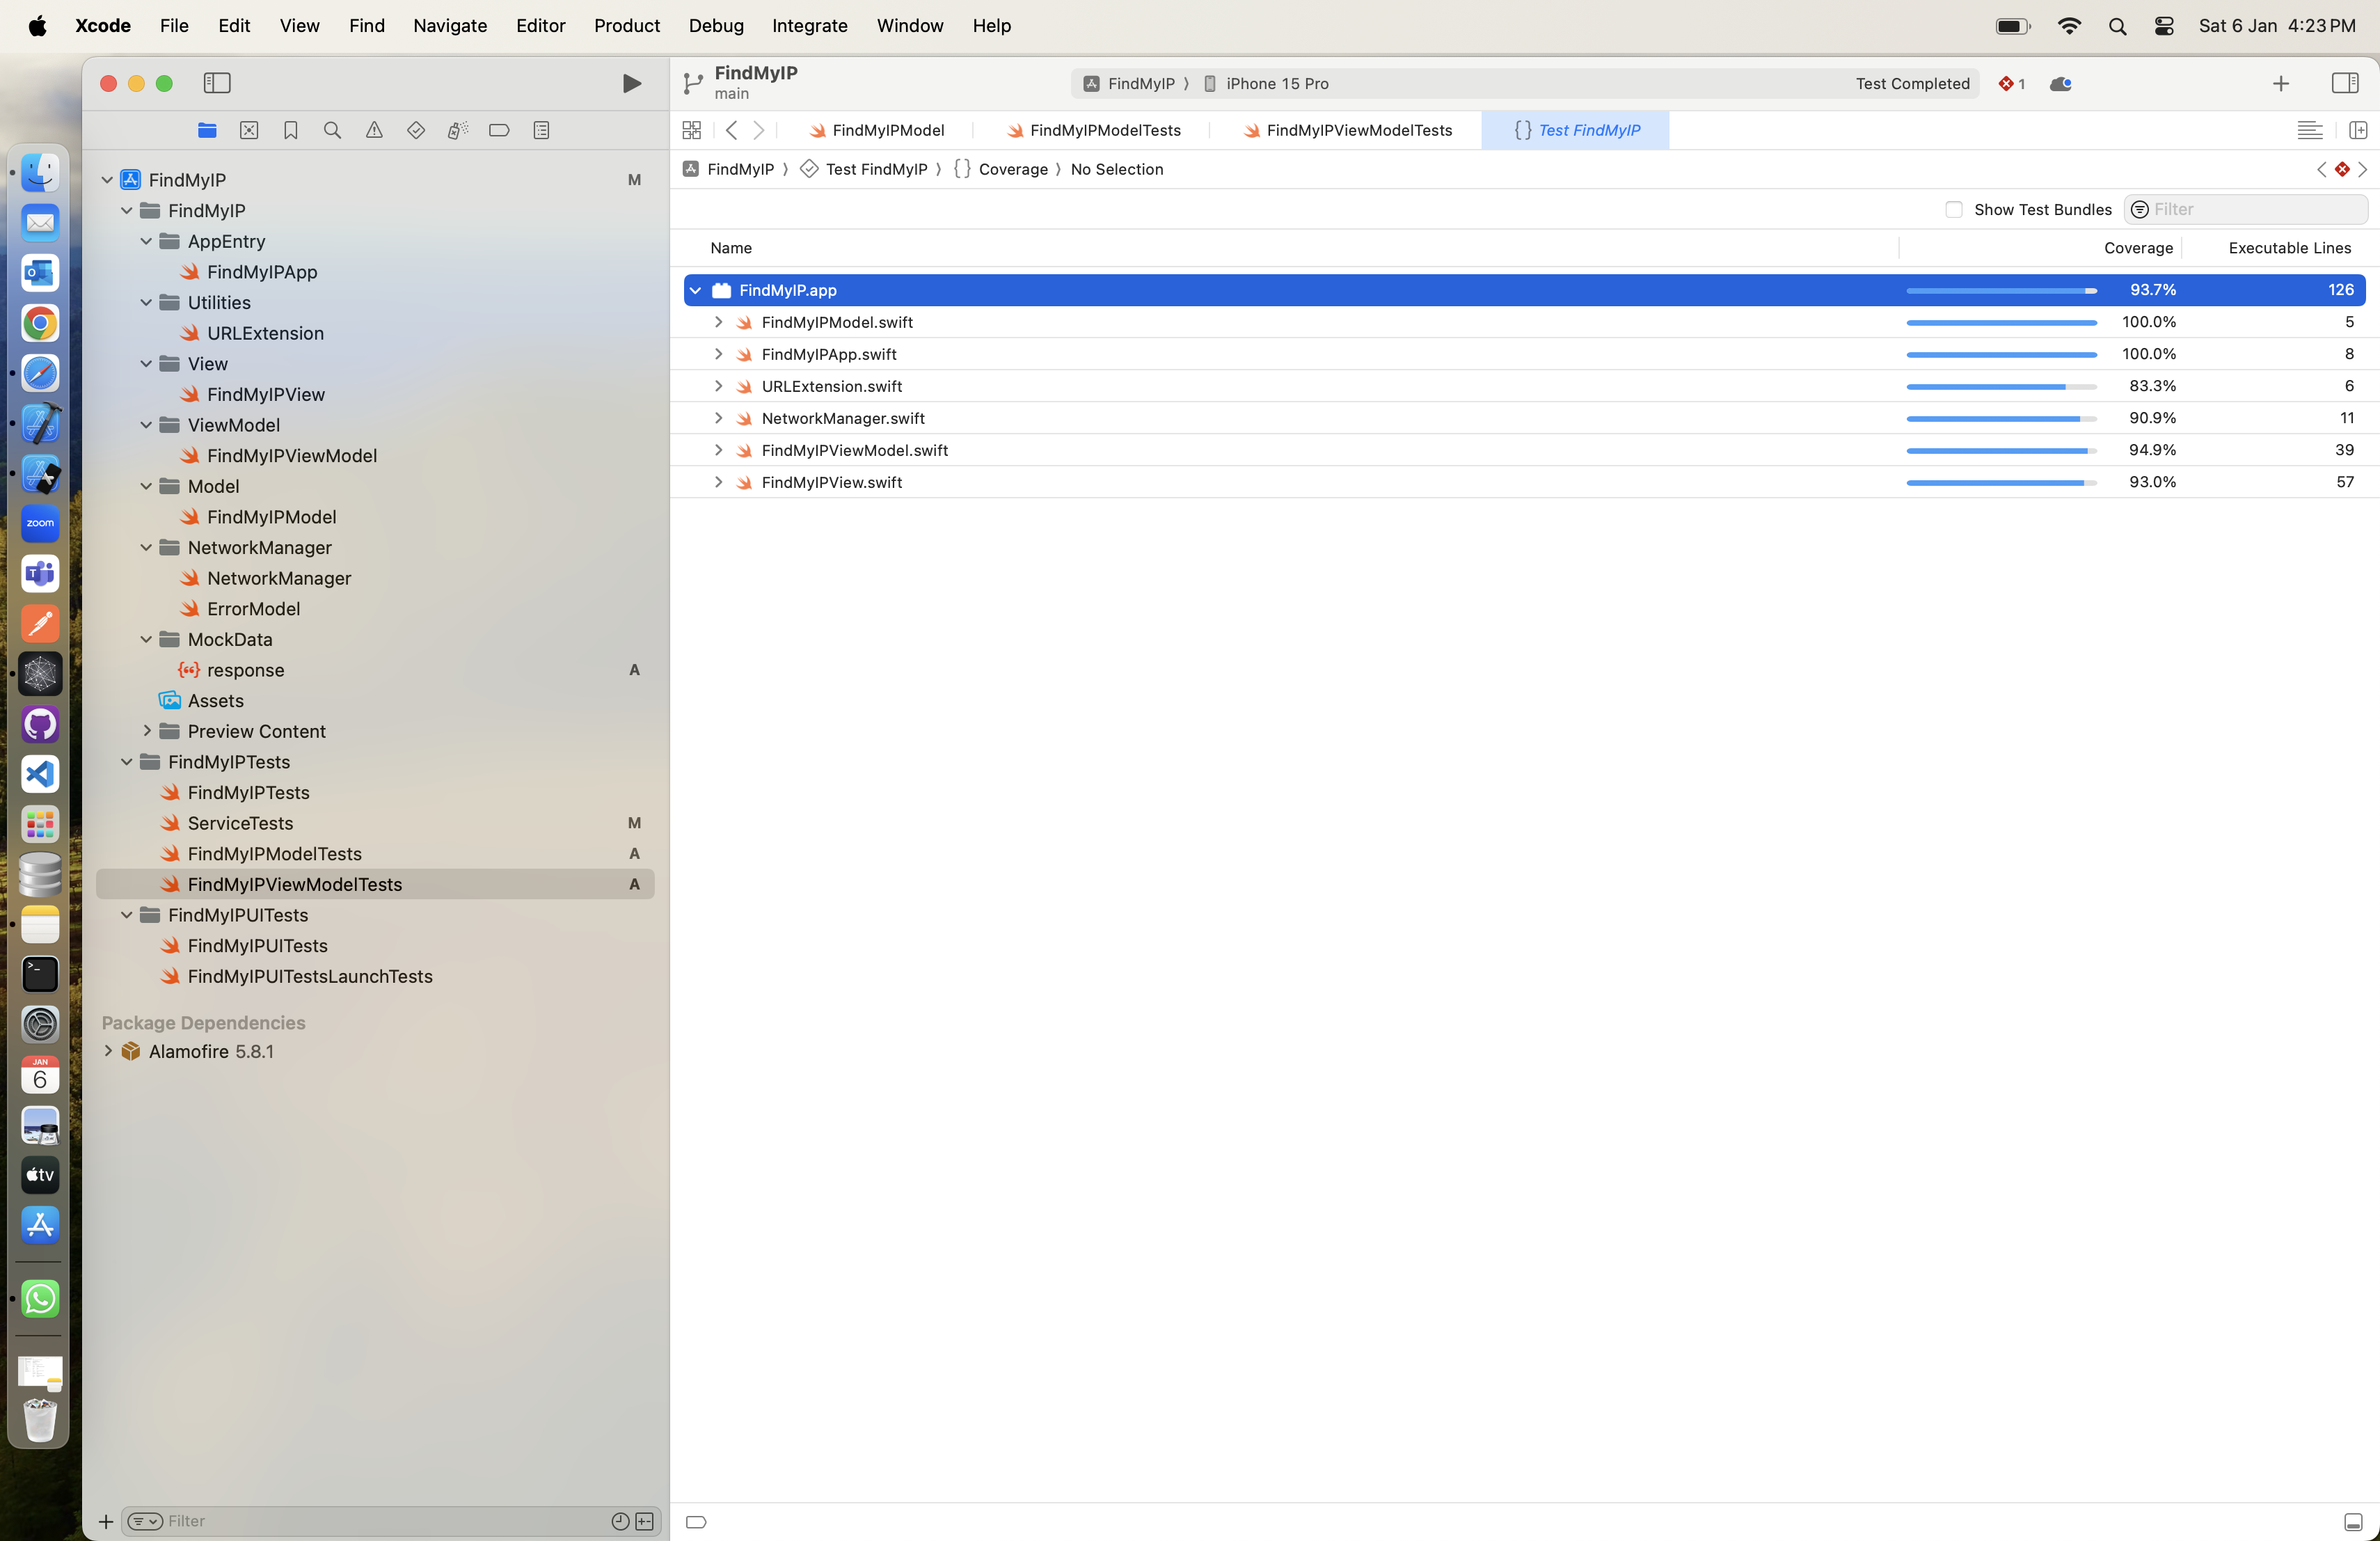 Xcode File Edit View Find Navigate Editor Product Debug Integrate Window Help Sat 6 Jan 4:23 PM
FindMyIP
main
FindMyIP 〉 iPhone 15 Pro Test Completed 1
FindMyIPModel FindMyIPModelTests FindMyIPViewModelTests {} Test FindMyIP
FindMyIP 〉 Test FindMyIP 〉 {} Coverage 〉 No Selection
Show Test Bundles Filter
Name Coverage Executable Lines
FindMyIP.app 93.7% 126
FindMyIPModel.swift 100.0% 5
FindMyIPApp.swift 100.0% 8
URLExtension.swift 83.3% 6
NetworkManager.swift 90.9% 11
FindMyIPViewModel.swift 94.9% 39
FindMyIPView.swift 93.0% 57
FindMyIP M
FindMyIP
AppEntry
FindMyIPApp
Utilities
URLExtension
View
FindMyIPView
ViewModel
FindMyIPViewModel
Model
FindMyIPModel
NetworkManager
NetworkManager
ErrorModel
MockData
response A
Assets
Preview Content
FindMyIPTests
FindMyIPTests
ServiceTests M
FindMyIPModelTests A
FindMyIPViewModelTests A
FindMyIPUITests
FindMyIPUITests
FindMyIPUITestsLaunchTests
Package Dependencies
Alamofire 5.8.1
Filter
zoom
JAN
6
tv